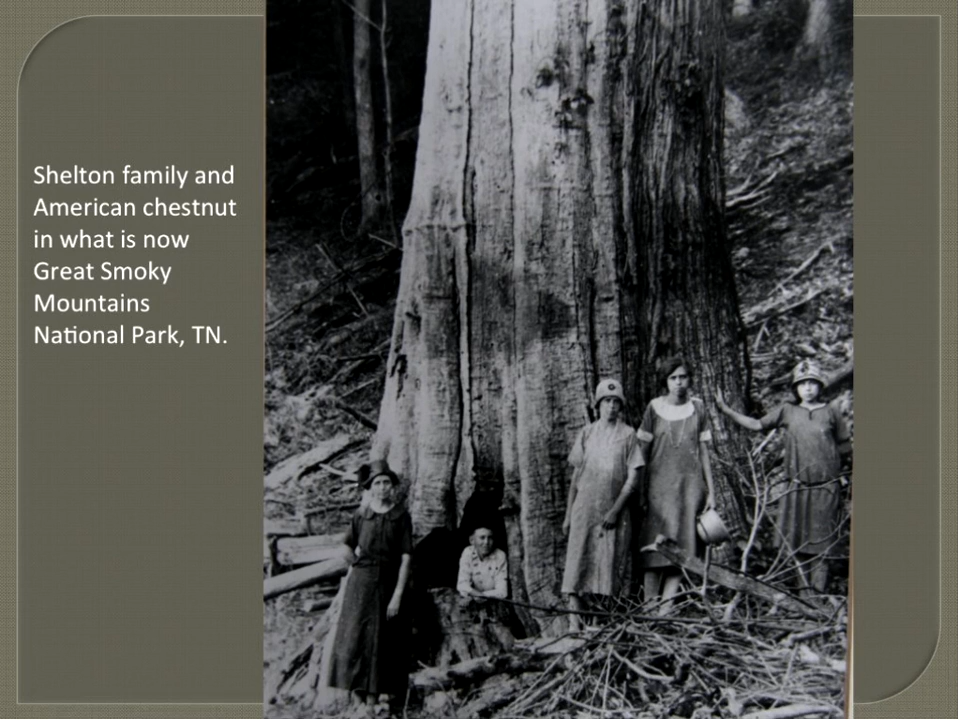 Shelton family and
American chestnut
in what is now
Great Smoky
Mountains
National Park, TN.